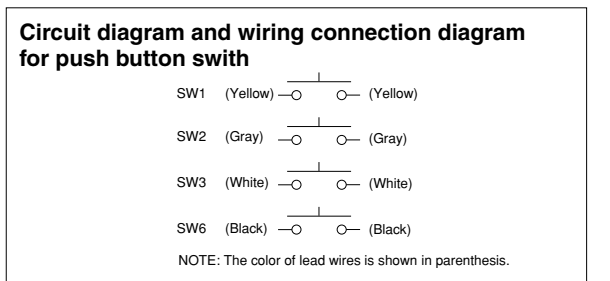 Circuit diagram and wiring connection diagram
for push button swith
SW1 (Yellow) (Yellow)
SW2 (Gray) (Gray)
SW3 (White) (White)
SW6 (Black) (Black)
NOTE: The color of lead wires is shown in parenthesis.